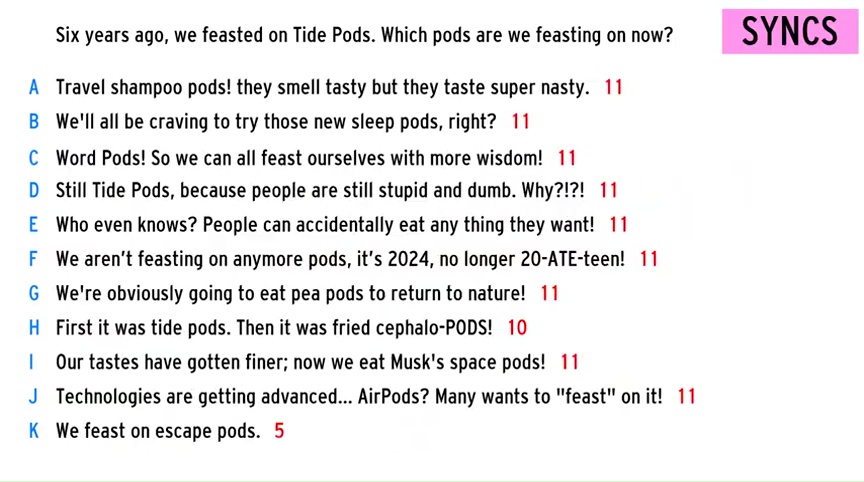 Six years ago, we feasted on Tide Pods. Which pods are we feasting on now?
SYNCS
A Travel shampoo pods! they smell tasty but they taste super nasty. 11
B We'll all be craving to try those new sleep pods, right? 11
C Word Pods! So we can all feast ourselves with more wisdom! 11
D Still Tide Pods, because people are still stupid and dumb. Why?!?! 11
E Who even knows? People can accidentally eat any thing they want! 11
F We aren’t feasting on anymore pods, it’s 2024, no longer 20-ATE-teen! 11
G We're obviously going to eat pea pods to return to nature! 11
H First it was tide pods. Then it was fried cephalo-PODS! 10
I Our tastes have gotten finer; now we eat Musk's space pods! 11
J Technologies are getting advanced... AirPods? Many wants to "feast" on it! 11
K We feast on escape pods. 5